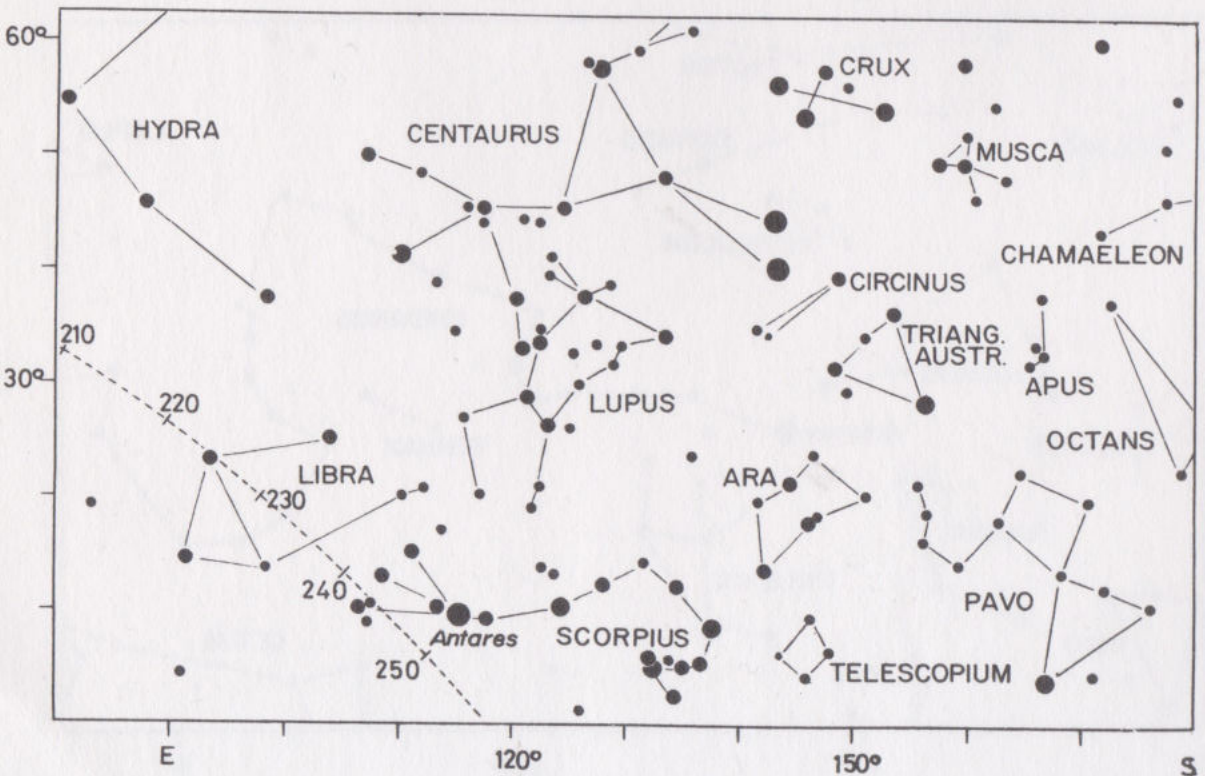 60°
CRUX
HYDRA
CENTAURUS
MUSCA
CHAMAELEON
CIRCINUS
210
TRIANG.
AUSTR.
30°
APUS
220
LUPUS
OCTANS
LIBRA
ARA
230
240
PAVO
Antares
SCORPIUS
250
TELESCOPIUM
E
120°
150°
S